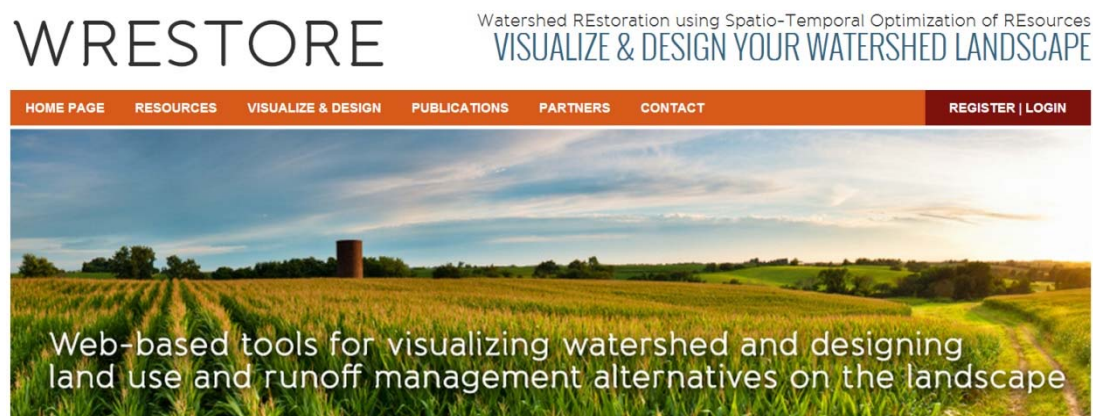 WRESTORE
Watershed REstoration using Spatio-Temporal Optimization of REsources
VISUALIZE & DESIGN YOUR WATERSHED LANDSCAPE
HOME PAGE RESOURCES VISUALIZE & DESIGN PUBLICATIONS PARTNERS CONTACT REGISTER | LOGIN
Web-based tools for visualizing watershed and designing
land use and runoff management alternatives on the landscape